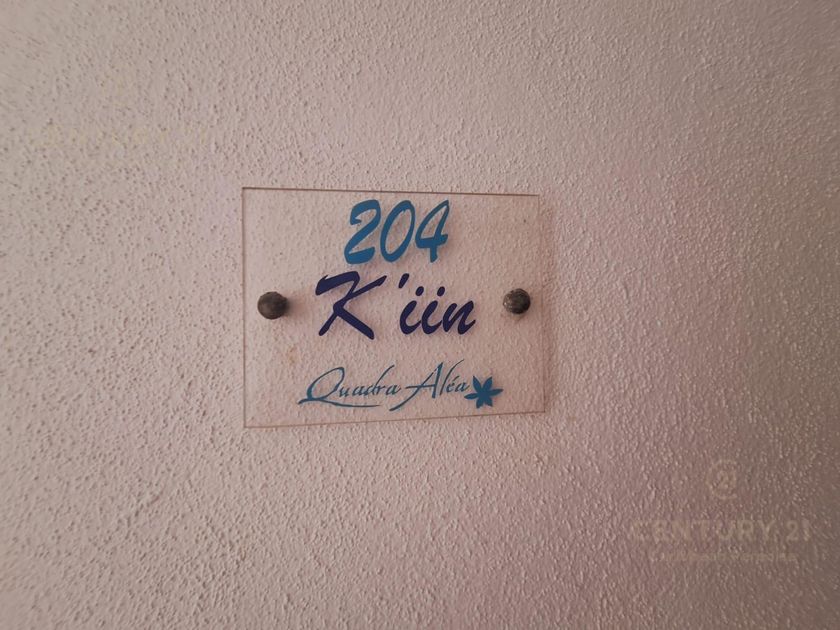 204
K'iin
Quadra Aléa
CENTURY 21